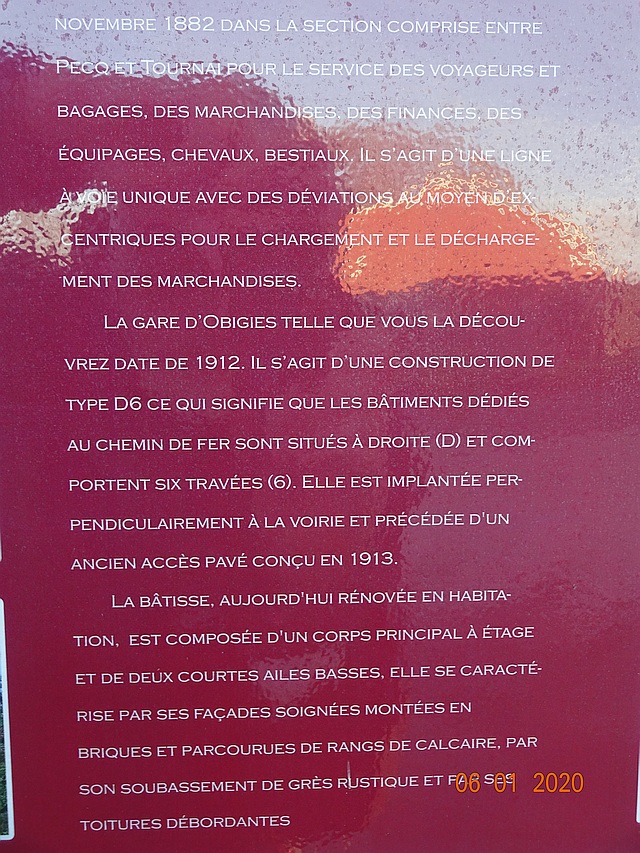 NOVEMBRE 1882 DANS LA SECTION COMPRISE ENTRE
PECQ ET TOURNAI POUR LE SERVICE DES VOYAGEURS ET
BAGAGES, DES MARCHANDISES, DES FINANCES, DES
ÉQUIPAGES, CHEVAUX, BESTIAUX. IL S'AGIT D'UNE LIGNE
À VOIE UNIQUE AVEC DES DÉVIATIONS AU MOYEN D'EX-
CENTRIQUES POUR LE CHARGEMENT ET LE DÉCHARGE-
MENT DES MARCHANDISES.
LA GARE D'OBIGIES TELLE QUE VOUS LA DÉCOU-
VREZ DATE DE 1912. IL S'AGIT D'UNE CONSTRUCTION DE
TYPE D6 CE QUI SIGNIFIE QUE LES BÂTIMENTS DÉDIÉS
AU CHEMIN DE FER SONT SITUÉS À DROITE (D) ET COM-
PORTENT SIX TRAVÉES (6). ELLE EST IMPLANTÉE PER-
PENDICULAIREMENT À LA VOIRIE ET PRÉCÉDÉE D'UN
ANCIEN ACCÈS PAVÉ CONÇU EN 1913.
LA BÂTISSE, AUJOURD'HUI RÉNOVÉE EN HABITA-
TION, EST COMPOSÉE D'UN CORPS PRINCIPAL À ÉTAGE
ET DE DEUX COURTES AILES BASSES, ELLE SE CARACTÉ-
RISE PAR SES FAÇADES SOIGNÉES MONTÉES EN
BRIQUES ET PARCOURUES DE RANGS DE CALCAIRE, PAR
SON SOUBASSEMENT DE GRÈS RUSTIQUE ET PAR SES
TOITURES DÉBORDANTES
06 01 2020